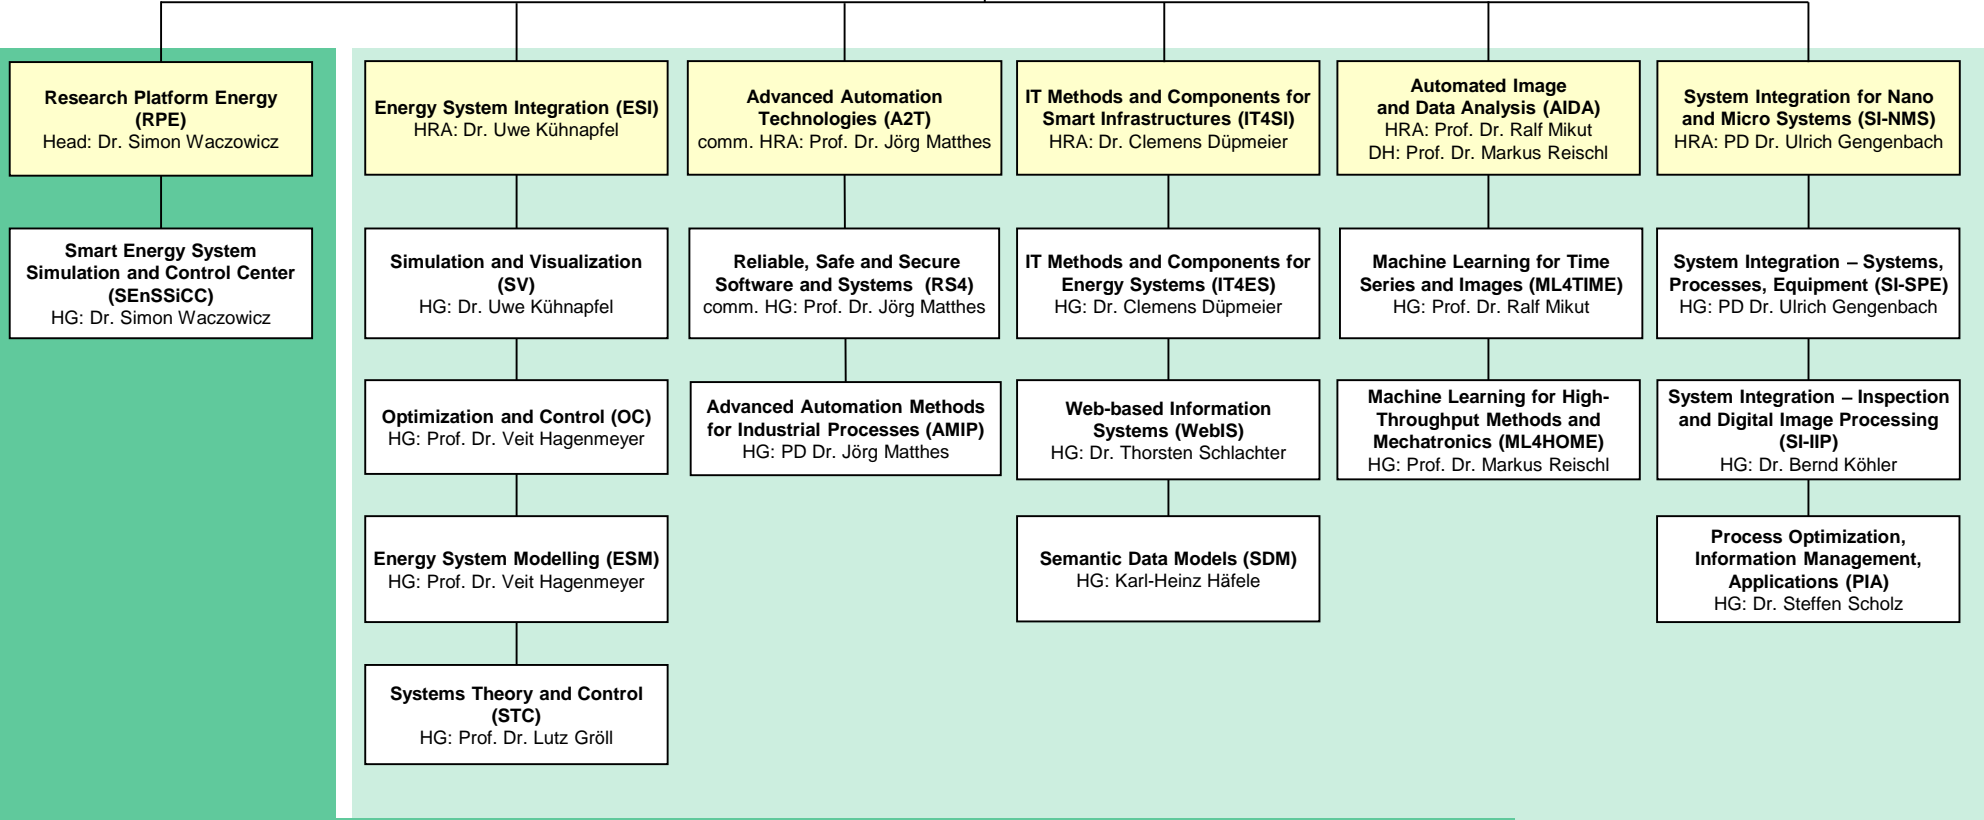 Research Platform Energy
(RPE)
Head: Dr. Simon Waczowicz
Smart Energy System
Simulation and Control Center
(SEnSSiCC)
HG: Dr. Simon Waczowicz
Energy System Integration (ESI)
HRA: Dr. Uwe Kühnapfel
Simulation and Visualization
(SV)
HG: Dr. Uwe Kühnapfel
Optimization and Control (OC)
HG: Prof. Dr. Veit Hagenmeyer
Energy System Modelling (ESM)
HG: Prof. Dr. Veit Hagenmeyer
Systems Theory and Control
(STC)
HG: Prof. Dr. Lutz Gröll
Advanced Automation
Technologies (A2T)
comm. HRA: Prof. Dr. Jörg Matthes
Reliable, Safe and Secure
Software and Systems (RS4)
comm. HG: Prof. Dr. Jörg Matthes
Advanced Automation Methods
for Industrial Processes (AMIP)
HG: PD Dr. Jörg Matthes
IT Methods and Components for
Smart Infrastructures (IT4SI)
HRA: Dr. Clemens Düpmeier
IT Methods and Components for
Energy Systems (IT4ES)
HG: Dr. Clemens Düpmeier
Web-based Information
Systems (WebIS)
HG: Dr. Thorsten Schlachter
Semantic Data Models (SDM)
HG: Karl-Heinz Häfele
Automated Image
and Data Analysis (AIDA)
HRA: Prof. Dr. Ralf Mikut
DH: Prof. Dr. Markus Reischl
Machine Learning for Time
Series and Images (ML4TIME)
HG: Prof. Dr. Ralf Mikut
Machine Learning for High-
Throughput Methods and
Mechatronics (ML4HOME)
HG: Prof. Dr. Markus Reischl
System Integration for Nano
and Micro Systems (SI-NMS)
HRA: PD Dr. Ulrich Gengenbach
System Integration – Systems,
Processes, Equipment (SI-SPE)
HG: PD Dr. Ulrich Gengenbach
System Integration – Inspection
and Digital Image Processing
(SI-IIP)
HG: Dr. Bernd Köhler
Process Optimization,
Information Management,
Applications (PIA)
HG: Dr. Steffen Scholz